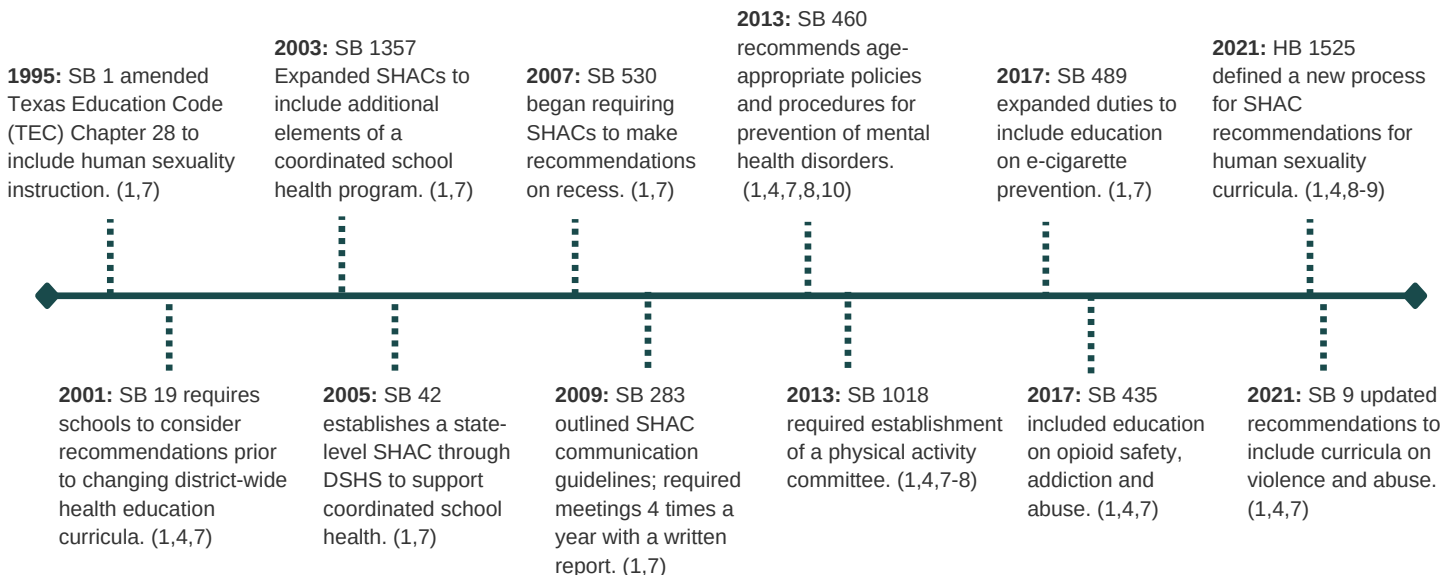 1995: SB 1 amended
Texas Education Code
(TEC) Chapter 28 to
include human sexuality
instruction. (1,7)
2003: SB 1357
Expanded SHACs to
include additional
elements of a
coordinated school
health program. (1,7)
2007: SB 530
began requiring
SHACs to make
recommendations
on recess. (1,7)
2013: SB 460
recommends age-
appropriate policies
and procedures for
prevention of mental
health disorders.
(1,4,7,8,10)
2017: SB 489
expanded duties to
include education
on e-cigarette
prevention. (1,7)
2021: HB 1525
defined a new process
for SHAC
recommendations for
human sexuality
curricula. (1,4,8-9)
2001: SB 19 requires
schools to consider
recommendations prior
to changing district-wide
health education
curricula. (1,4,7)
2005: SB 42
establishes a state-
level SHAC through
DSHS to support
coordinated school
health. (1,7)
2009: SB 283
outlined SHAC
communication
guidelines; required
meetings 4 times a
year with a written
report. (1,7)
2013: SB 1018
required establishment
of a physical activity
committee. (1,4,7-8)
2017: SB 435
included education
on opioid safety,
addiction and
abuse. (1,4,7)
2021: SB 9 updated
recommendations to
include curricula on
violence and abuse.
(1,4,7)